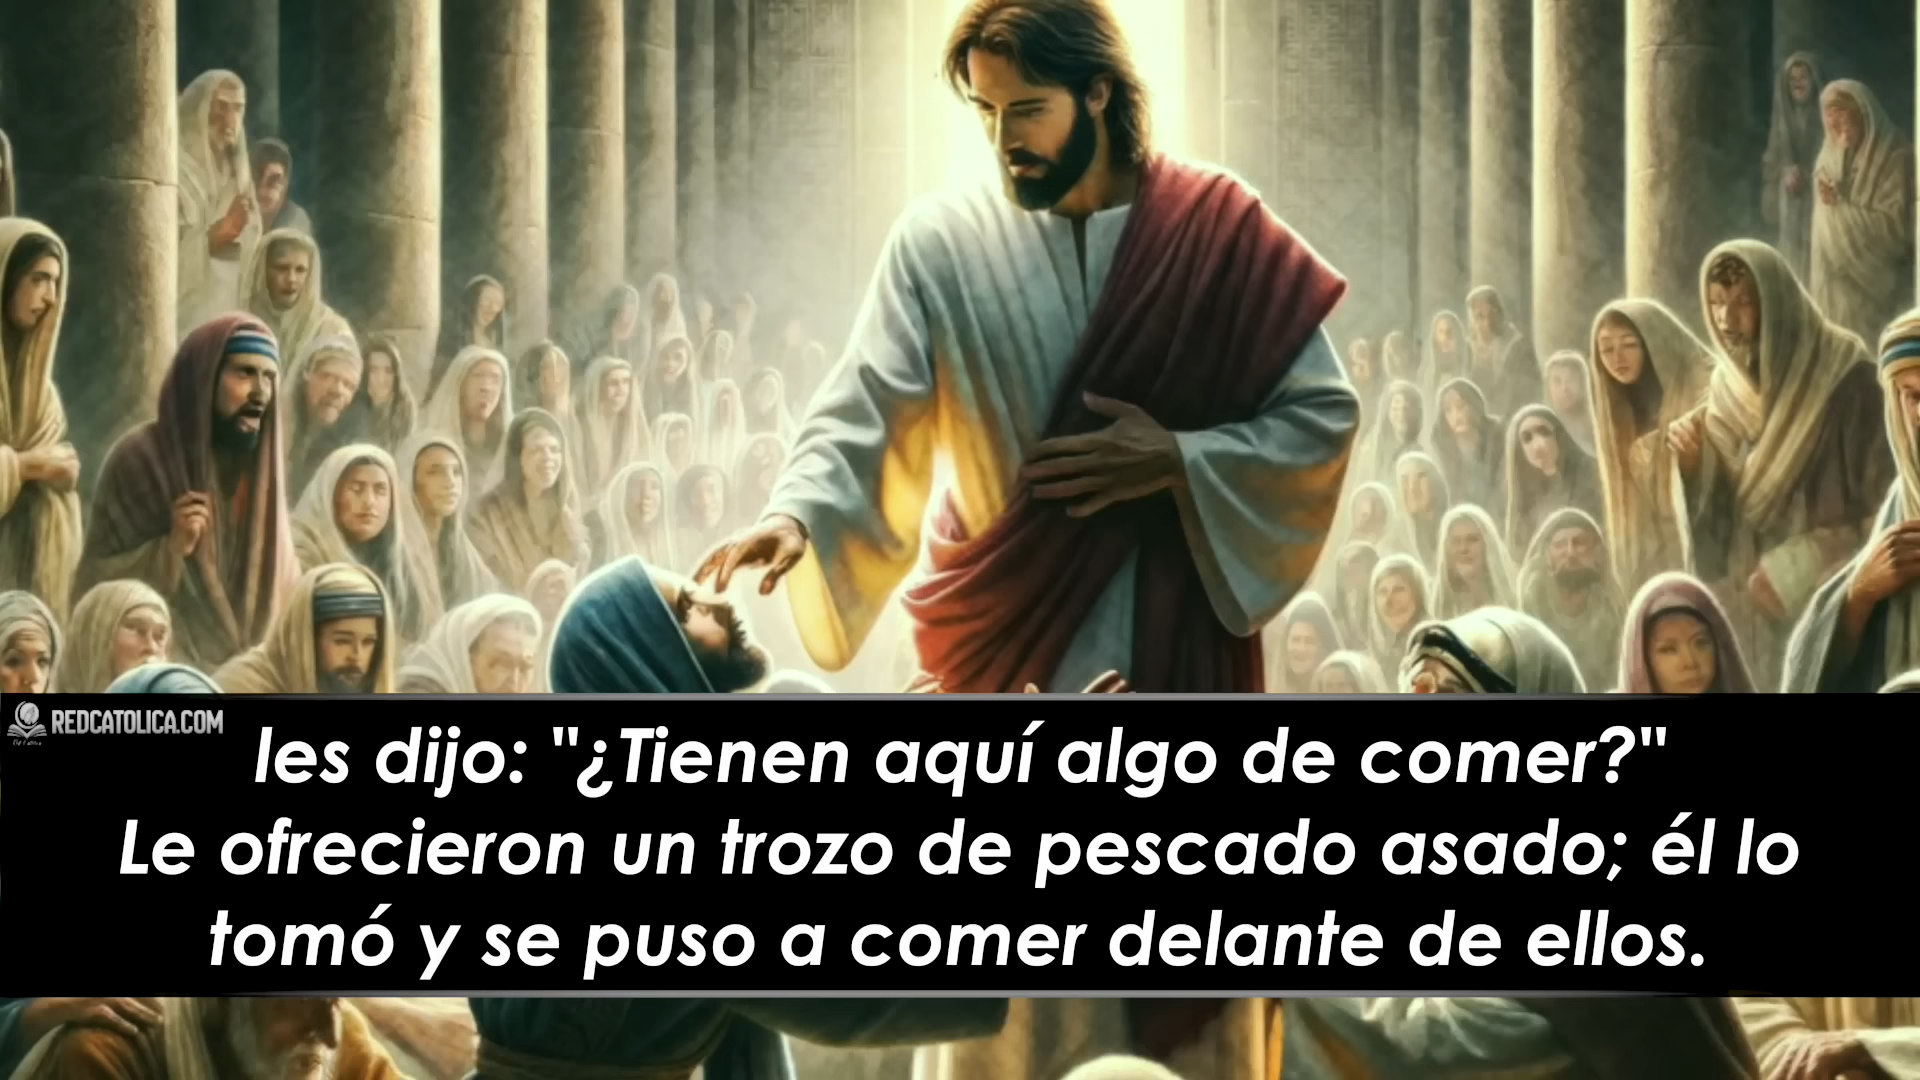 REDCATOLICA.COM
les dijo: "¿Tienen aquí algo de comer?"
Le ofrecieron un trozo de pescado asado; él lo
tomó y se puso a comer delante de ellos.